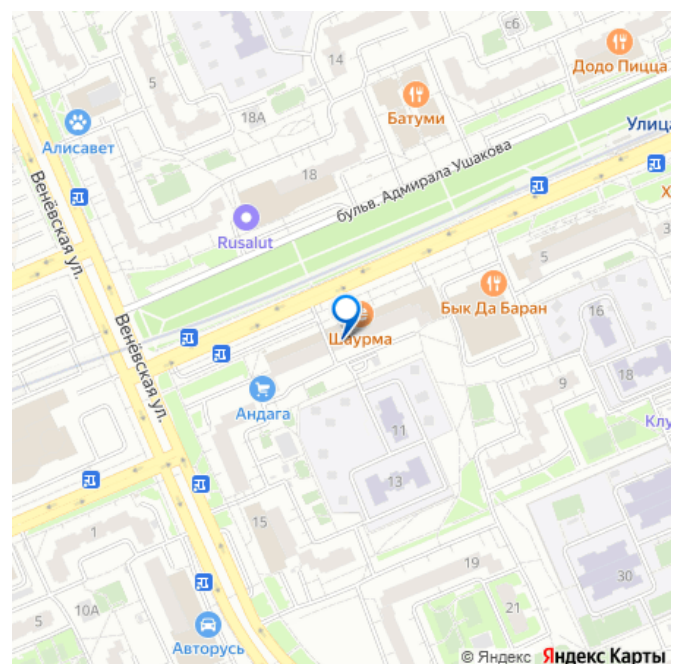 с6
Додо Пицца
14
5
Батуми
18А
Улица
Алисавет
бульв. Адмирала Ушакова
18
Венёвская ул.
Х
Rusalut
3
5
Бык Да Баран
16
Шаурма
Венёвская ул.
18
9
Андага
11
Клу
13
15
1
19
30
10А
21
5
Авторусь
© Яндекс Яндекс Карты